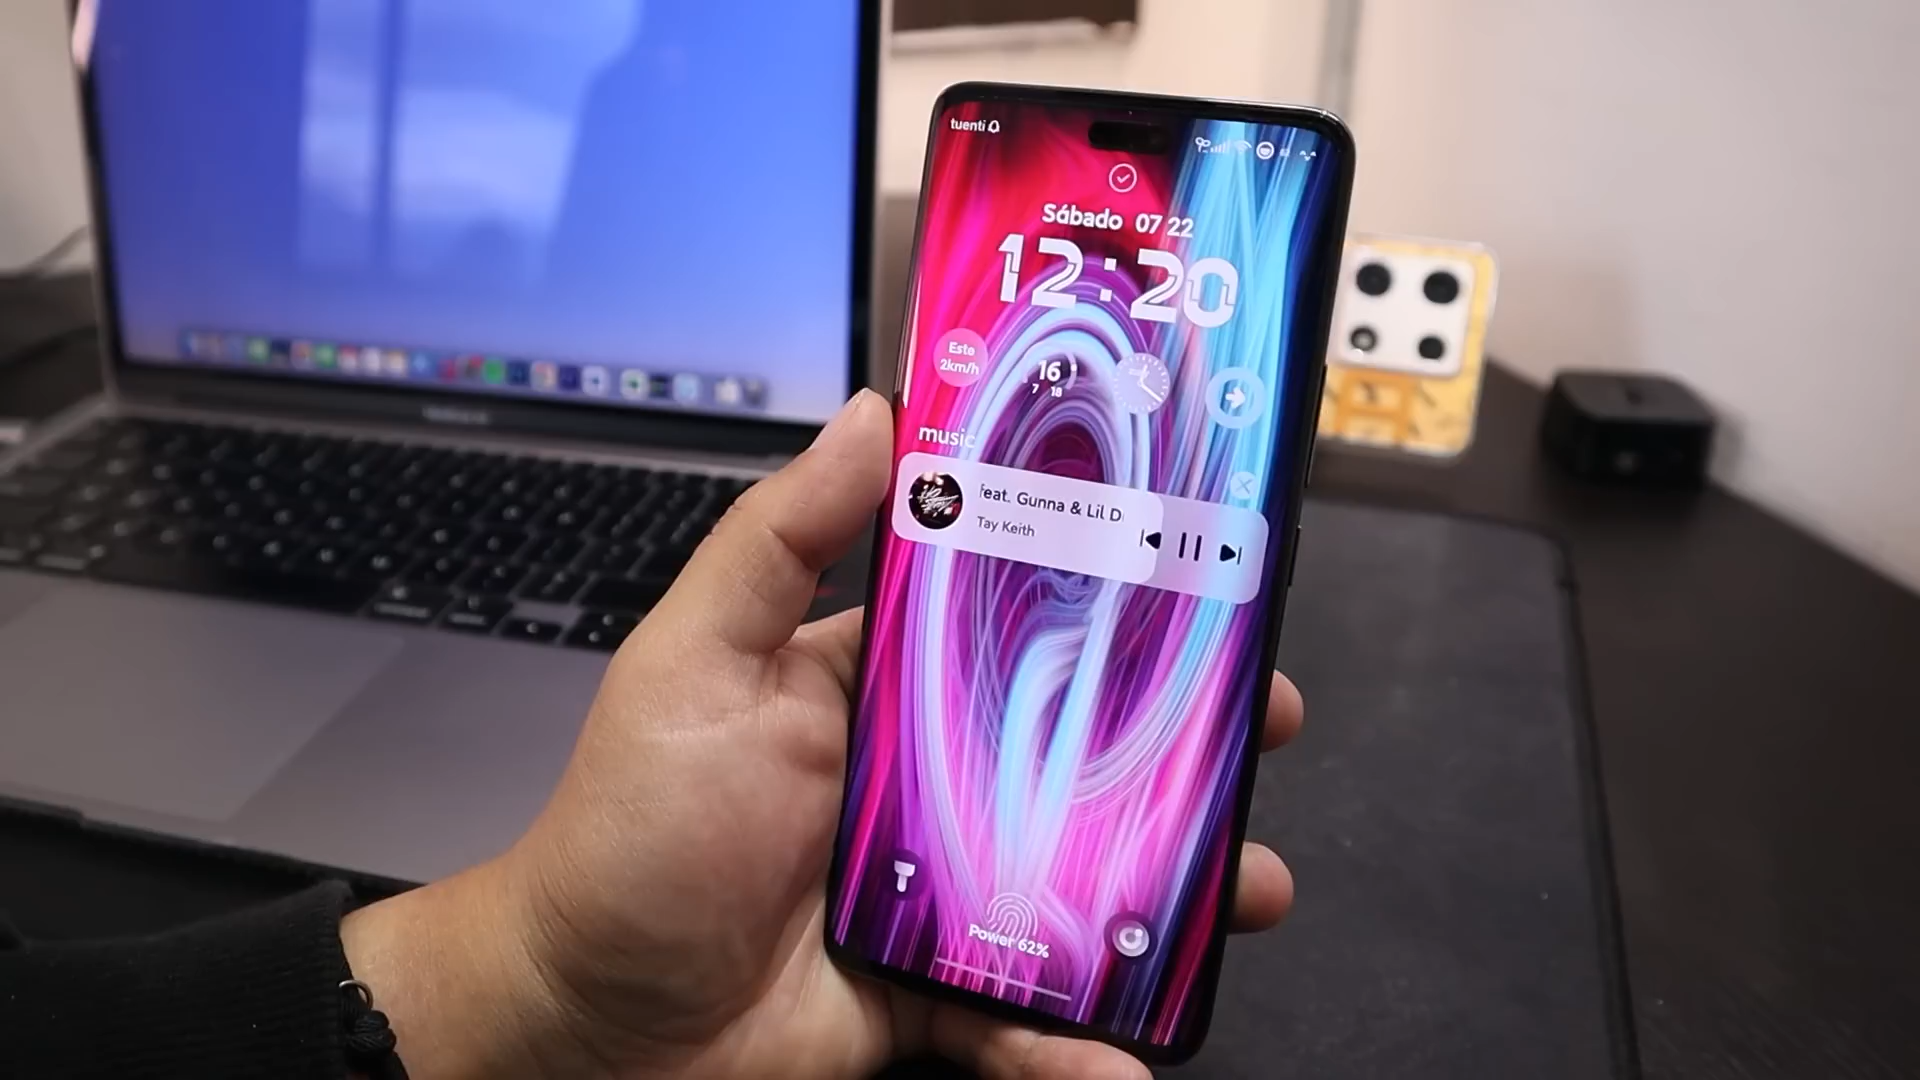 tuenti
Sábado 07 22
12:20
Este
2km/h
16
7 18
music
feat. Gunna & Lil D
Tay Keith
Power 62%